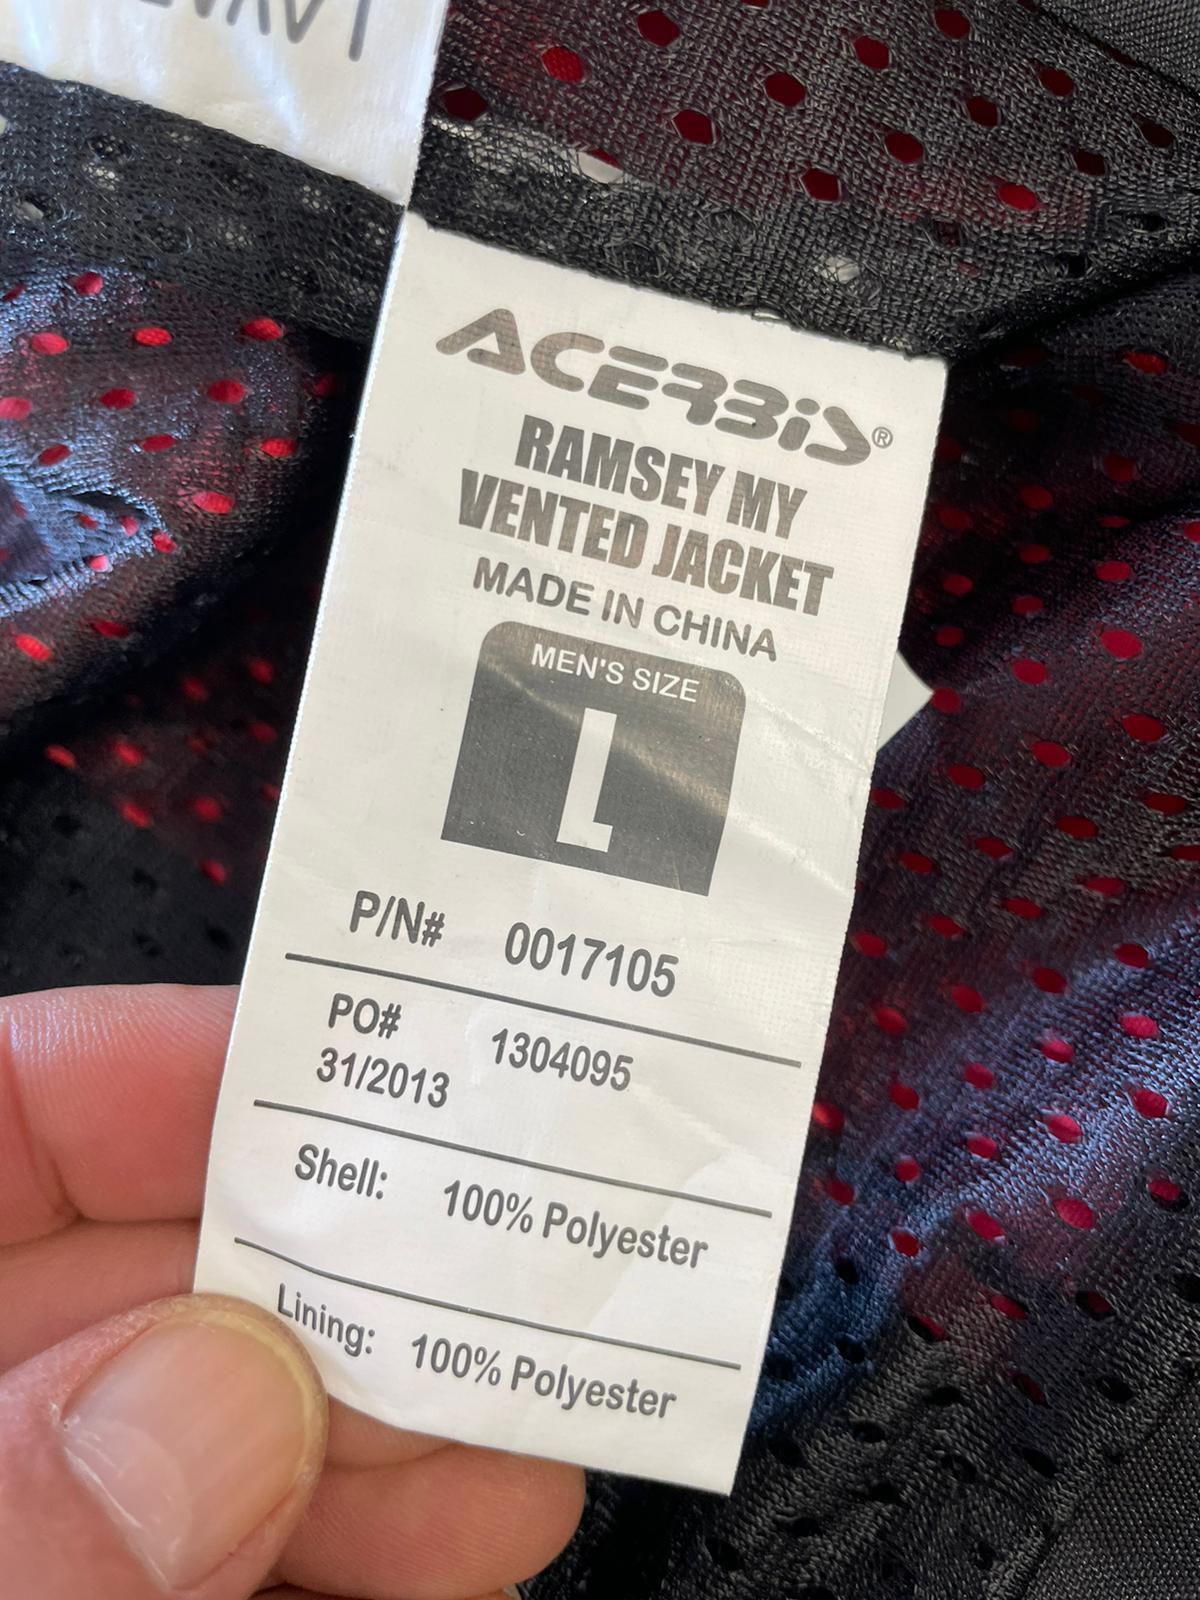 ACERBIS®
RAMSEY MY
VENTED JACKET
MADE IN CHINA
MEN'S SIZE
L
P/N# 0017105
PO# 1304095
31/2013
Shell: 100% Polyester
Lining: 100% Polyester